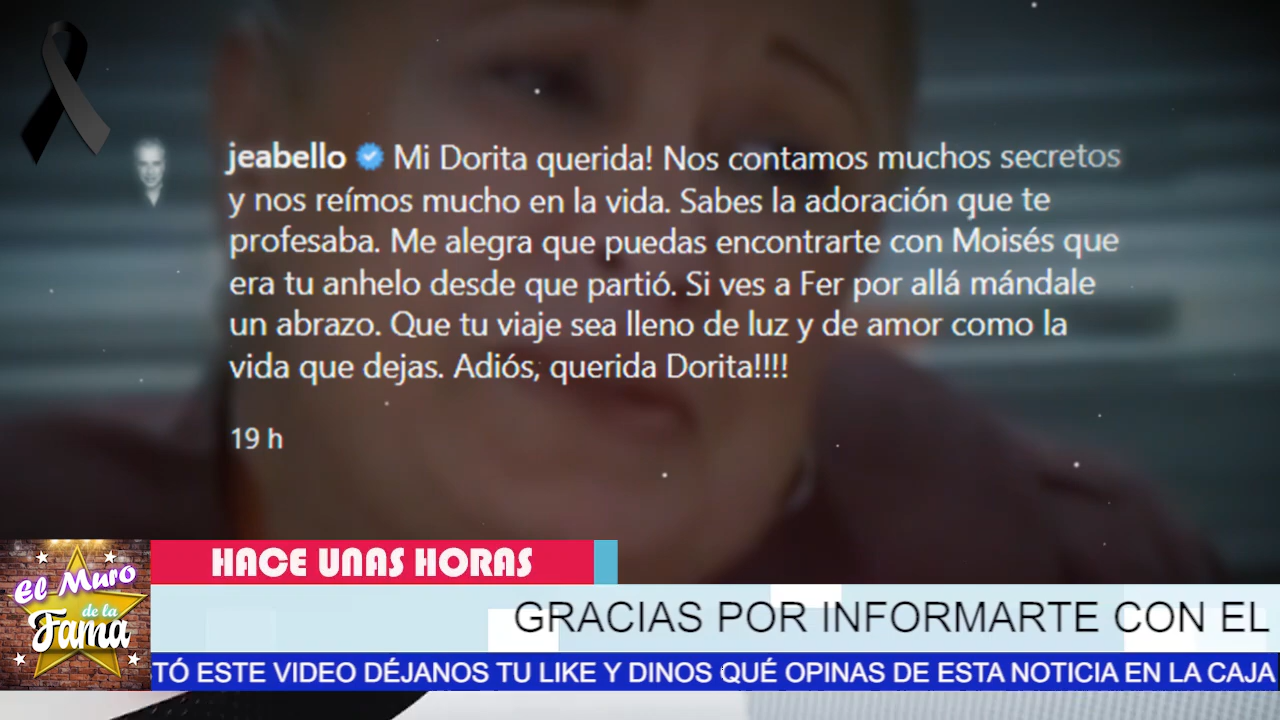 jeabello Mi Dorita querida! Nos contamos muchos secretos
y nos reímos mucho en la vida. Sabes la adoración que te
profesaba. Me alegra que puedas encontrarte con Moisés que
era tu anhelo desde que partió. Si ves a Fer por allá mándale
un abrazo. Que tu viaje sea lleno de luz y de amor como la
vida que dejas. Adiós, querida Dorita!!!!
19 h
HACE UNAS HORAS
El Muro
de la
Fama
GRACIAS POR INFORMARTE CON EL
TÓ ESTE VIDEO DÉJANOS TU LIKE Y DINOS QUÉ OPINAS DE ESTA NOTICIA EN LA CAJA